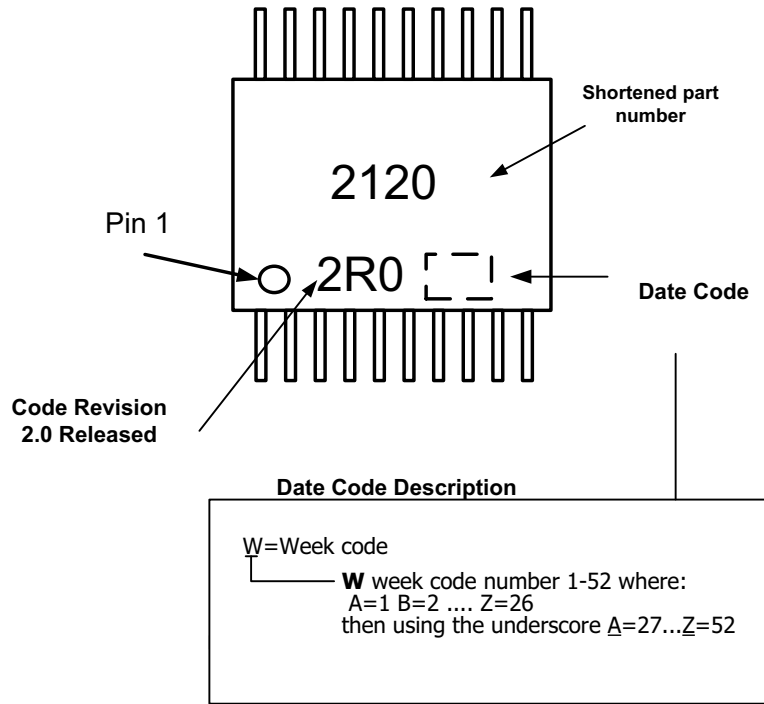 Shortened part
number
2120
Pin 1
2R0
Date Code
Code Revision
2.0 Released
Date Code Description
W=Week code
W week code number 1-52 where:
A=1 B=2 .... Z=26
then using the underscore A=27...Z=52